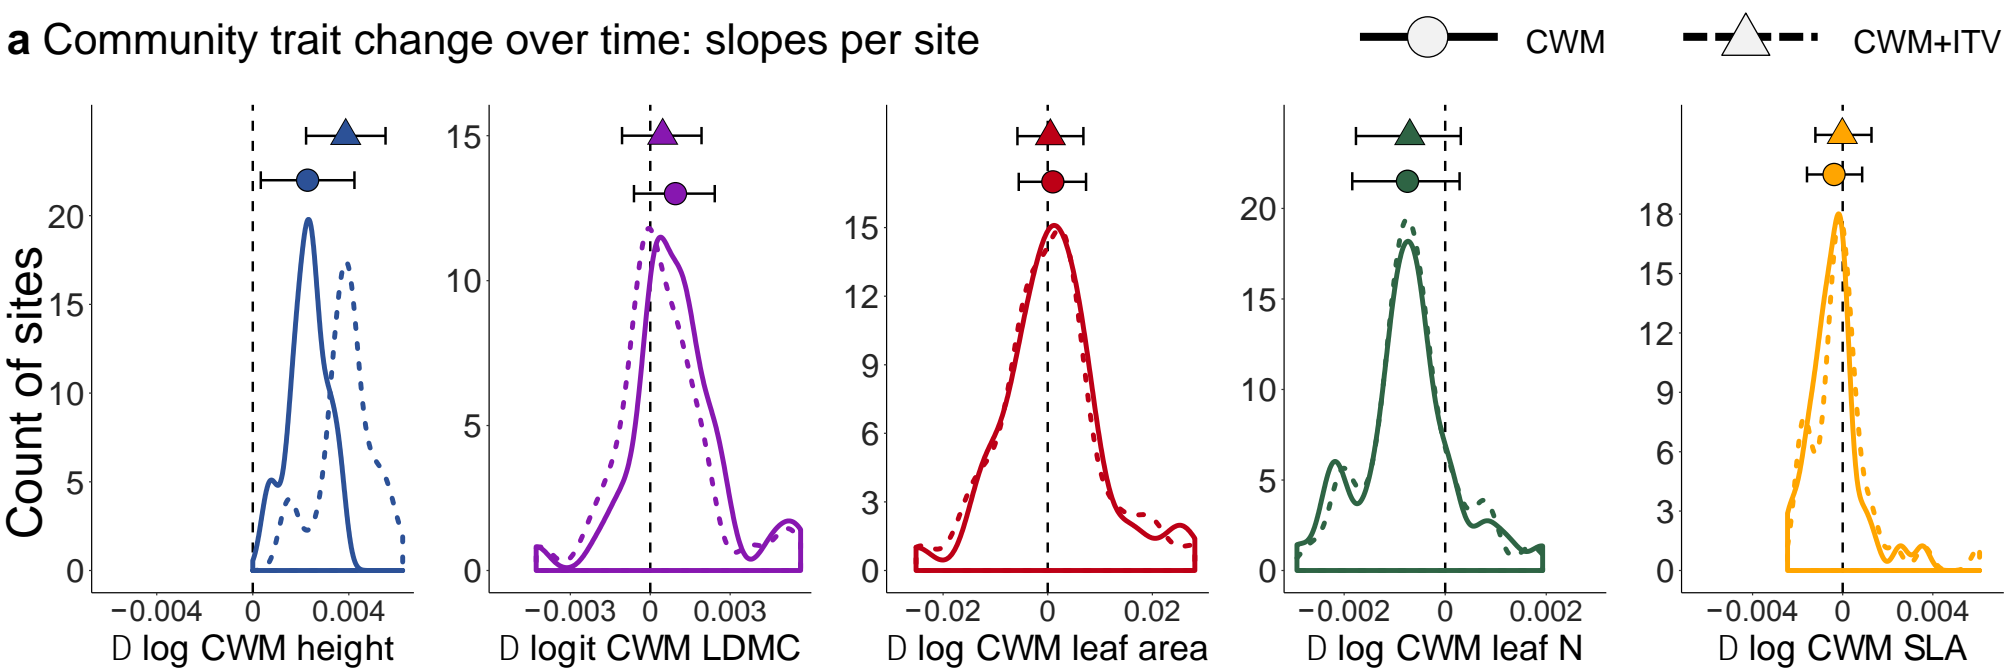 a Community trait change over time: slopes per site
CWM
CWM+ITV
Count of sites
20
15
10
5
0
−0.004 0 0.004
D log CWM height
15
10
5
0
−0.003 0 0.003
D logit CWM LDMC
15
12
9
6
3
0
−0.02 0 0.02
D log CWM leaf area
20
15
10
5
0
−0.002 0 0.002
D log CWM leaf N
18
15
12
9
6
3
0
−0.004 0 0.004
D log CWM SLA